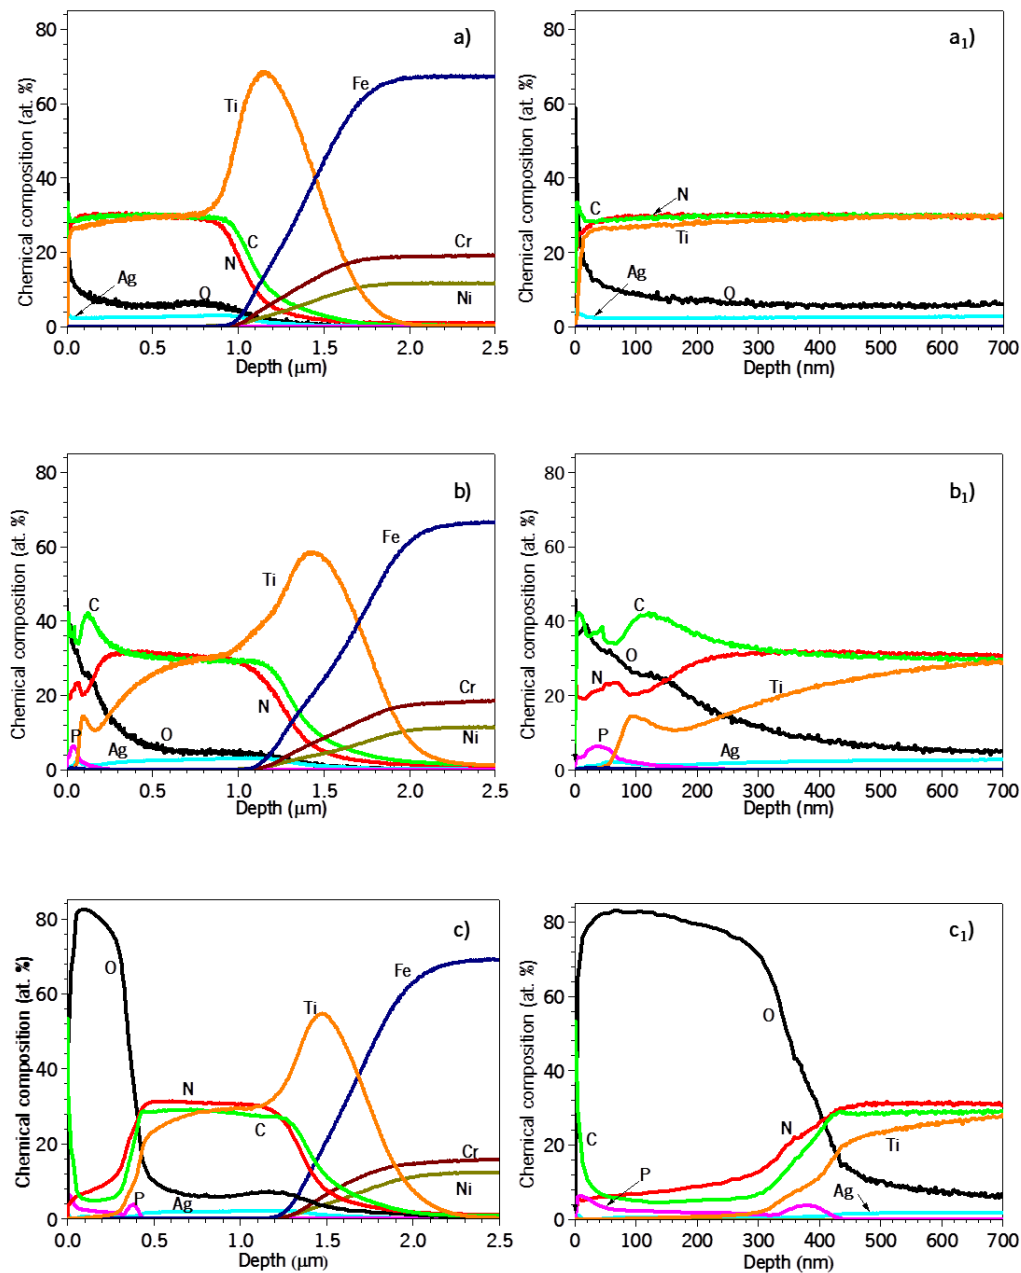 a)
Chemical composition (at. %)
80
60
40
20
0
Ti
Fe
C
N
Cr
Ni
Ag
O
0.0 0.5 1.0 1.5 2.0 2.5
Depth (μm)
a₁)
Chemical composition (at. %)
80
60
40
20
0
C
N
Ti
Ag
O
0 100 200 300 400 500 600 700
Depth (nm)
b)
Chemical composition (at. %)
80
60
40
20
0
Fe
Ti
C
N
Cr
Ni
P
Ag
O
0.0 0.5 1.0 1.5 2.0 2.5
Depth (μm)
b₁)
Chemical composition (at. %)
80
60
40
20
0
C
O
N
Ti
P
Ag
0 100 200 300 400 500 600 700
Depth (nm)
c)
Chemical composition (at. %)
80
60
40
20
0
O
Fe
Ti
N
C
Cr
Ni
P
Ag
0.0 0.5 1.0 1.5 2.0 2.5
Depth (μm)
c₁)
Chemical composition (at. %)
80
60
40
20
0
O
C
N
P
Ti
Ag
0 100 200 300 400 500 600 700
Depth (nm)